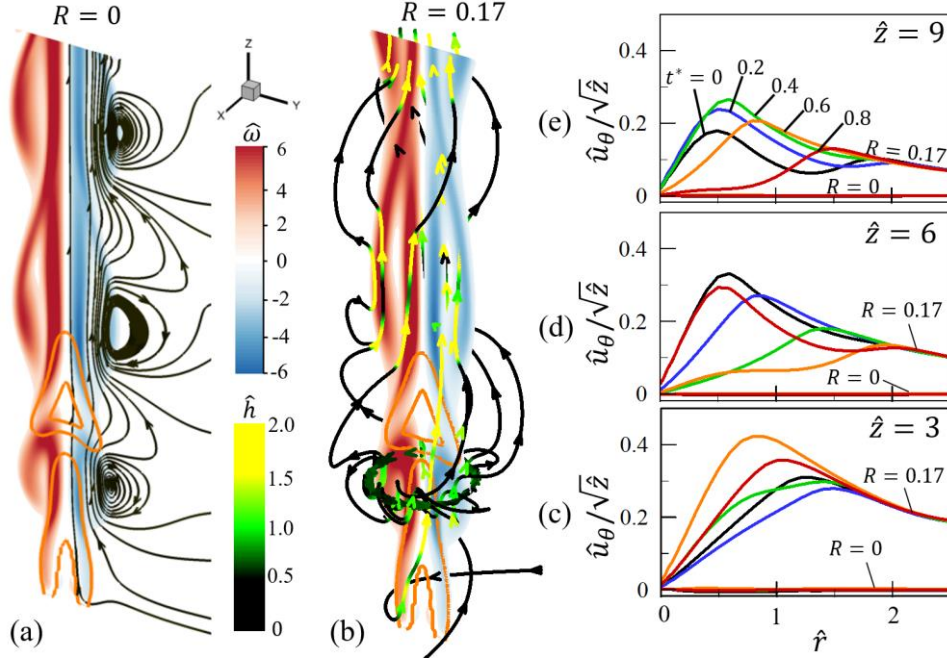 R = 0
Z
X
Y
ω̂
6
4
2
0
-2
-4
-6
ĥ
2.0
1.5
1.0
0.5
0
(a)
R = 0.17
(b)
(e)
û_θ/√ẑ
0.4
0.2
0
ẑ = 9
t* = 0
0.2
0.4
0.6
0.8
R = 0.17
R = 0
(d)
û_θ/√ẑ
0.4
0.2
0
ẑ = 6
R = 0.17
R = 0
(c)
û_θ/√ẑ
0.4
0.2
0
ẑ = 3
R = 0.17
R = 0
0
1
2
r̂